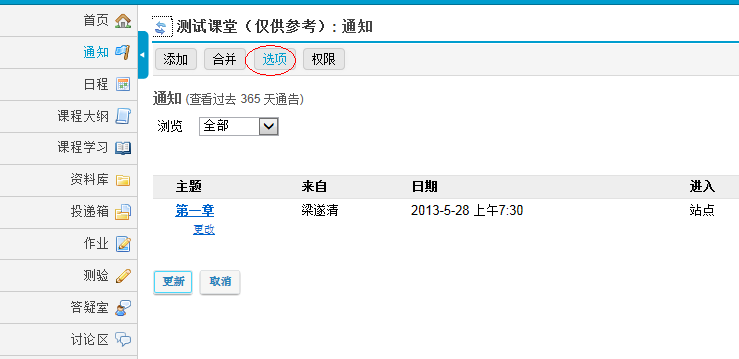 首页
通知
日程
课程大纲
课程学习
资料库
投递箱
作业
测验
答疑室
讨论区
测试课堂（仅供参考）: 通知
添加 合并 选项 权限
通知 (查看过去 365 天通告)
浏览 全部
主题 来自 日期 进入
第一章 梁遂清 2013-5-28 上午7:30 站点
更改
更新 取消